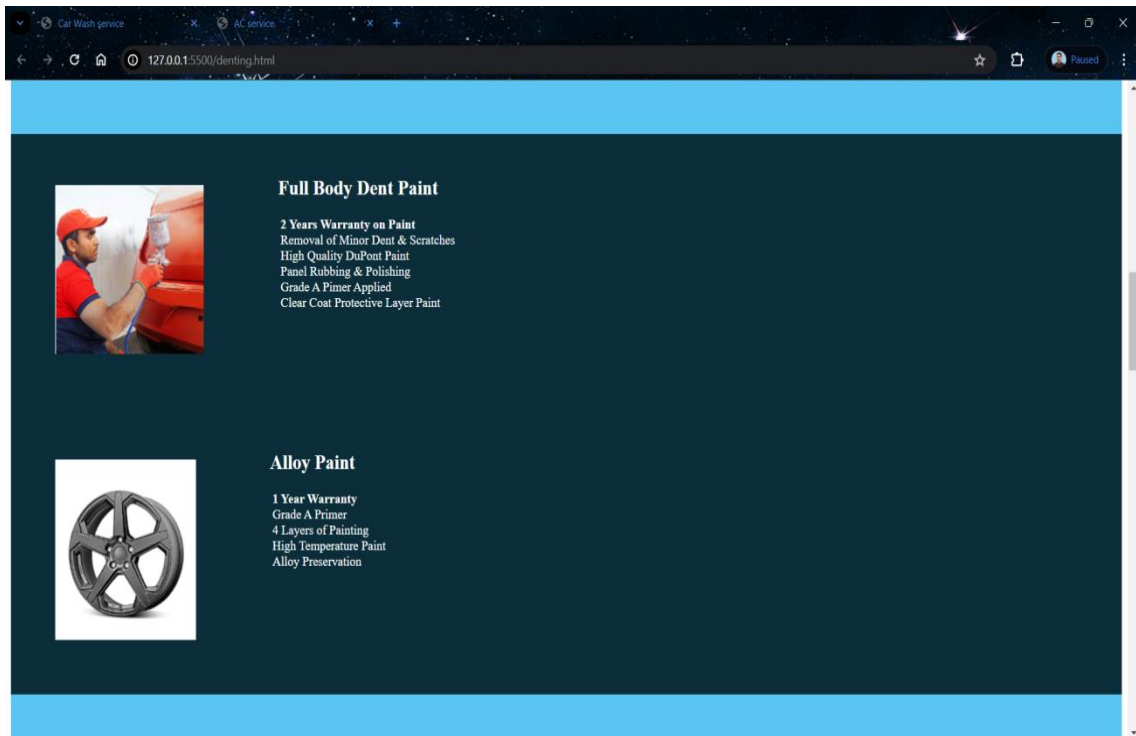 Car Wash service
AC service
127.0.0.1:5500/denting.html
Paused
Full Body Dent Paint
2 Years Warranty on Paint
Removal of Minor Dent & Scratches
High Quality DuPont Paint
Panel Rubbing & Polishing
Grade A Pimer Applied
Clear Coat Protective Layer Paint
Alloy Paint
1 Year Warranty
Grade A Primer
4 Layers of Painting
High Temperature Paint
Alloy Preservation